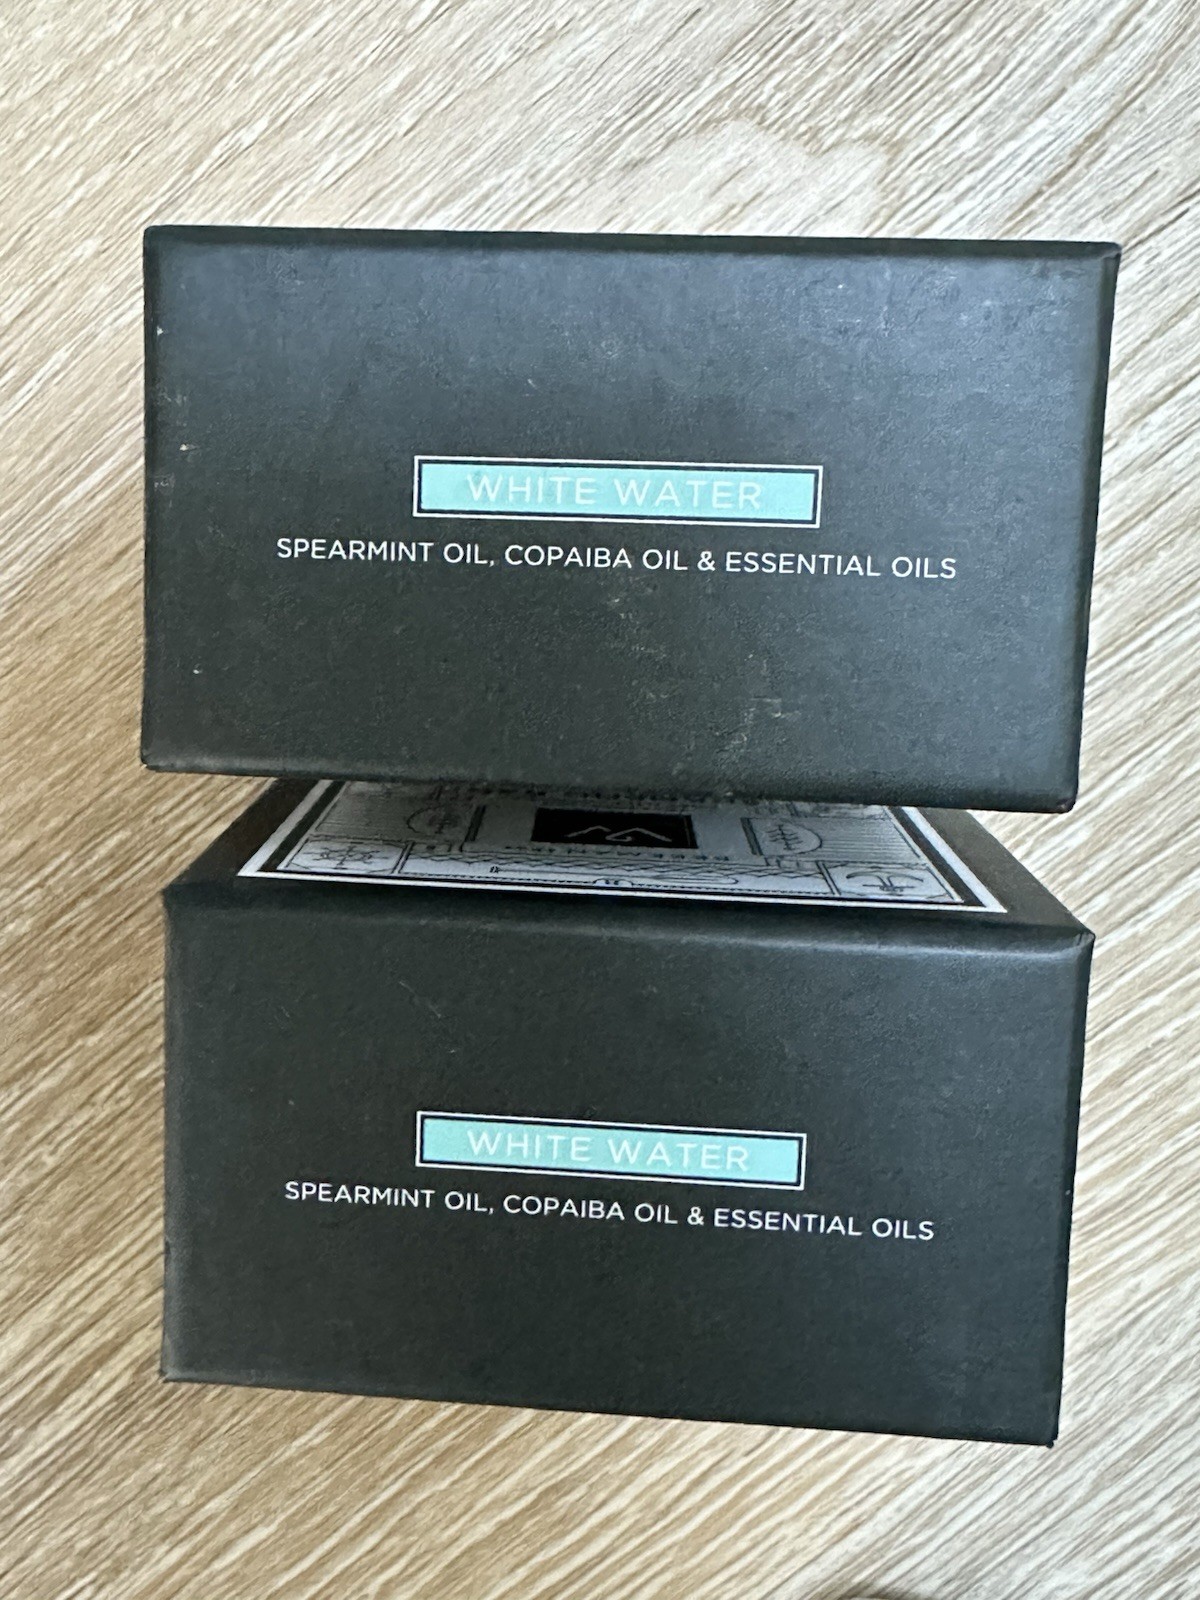 WHITE WATER
SPEARMINT OIL, COPAIBA OIL & ESSENTIAL OILS
WHITE WATER
SPEARMINT OIL, COPAIBA OIL & ESSENTIAL OILS